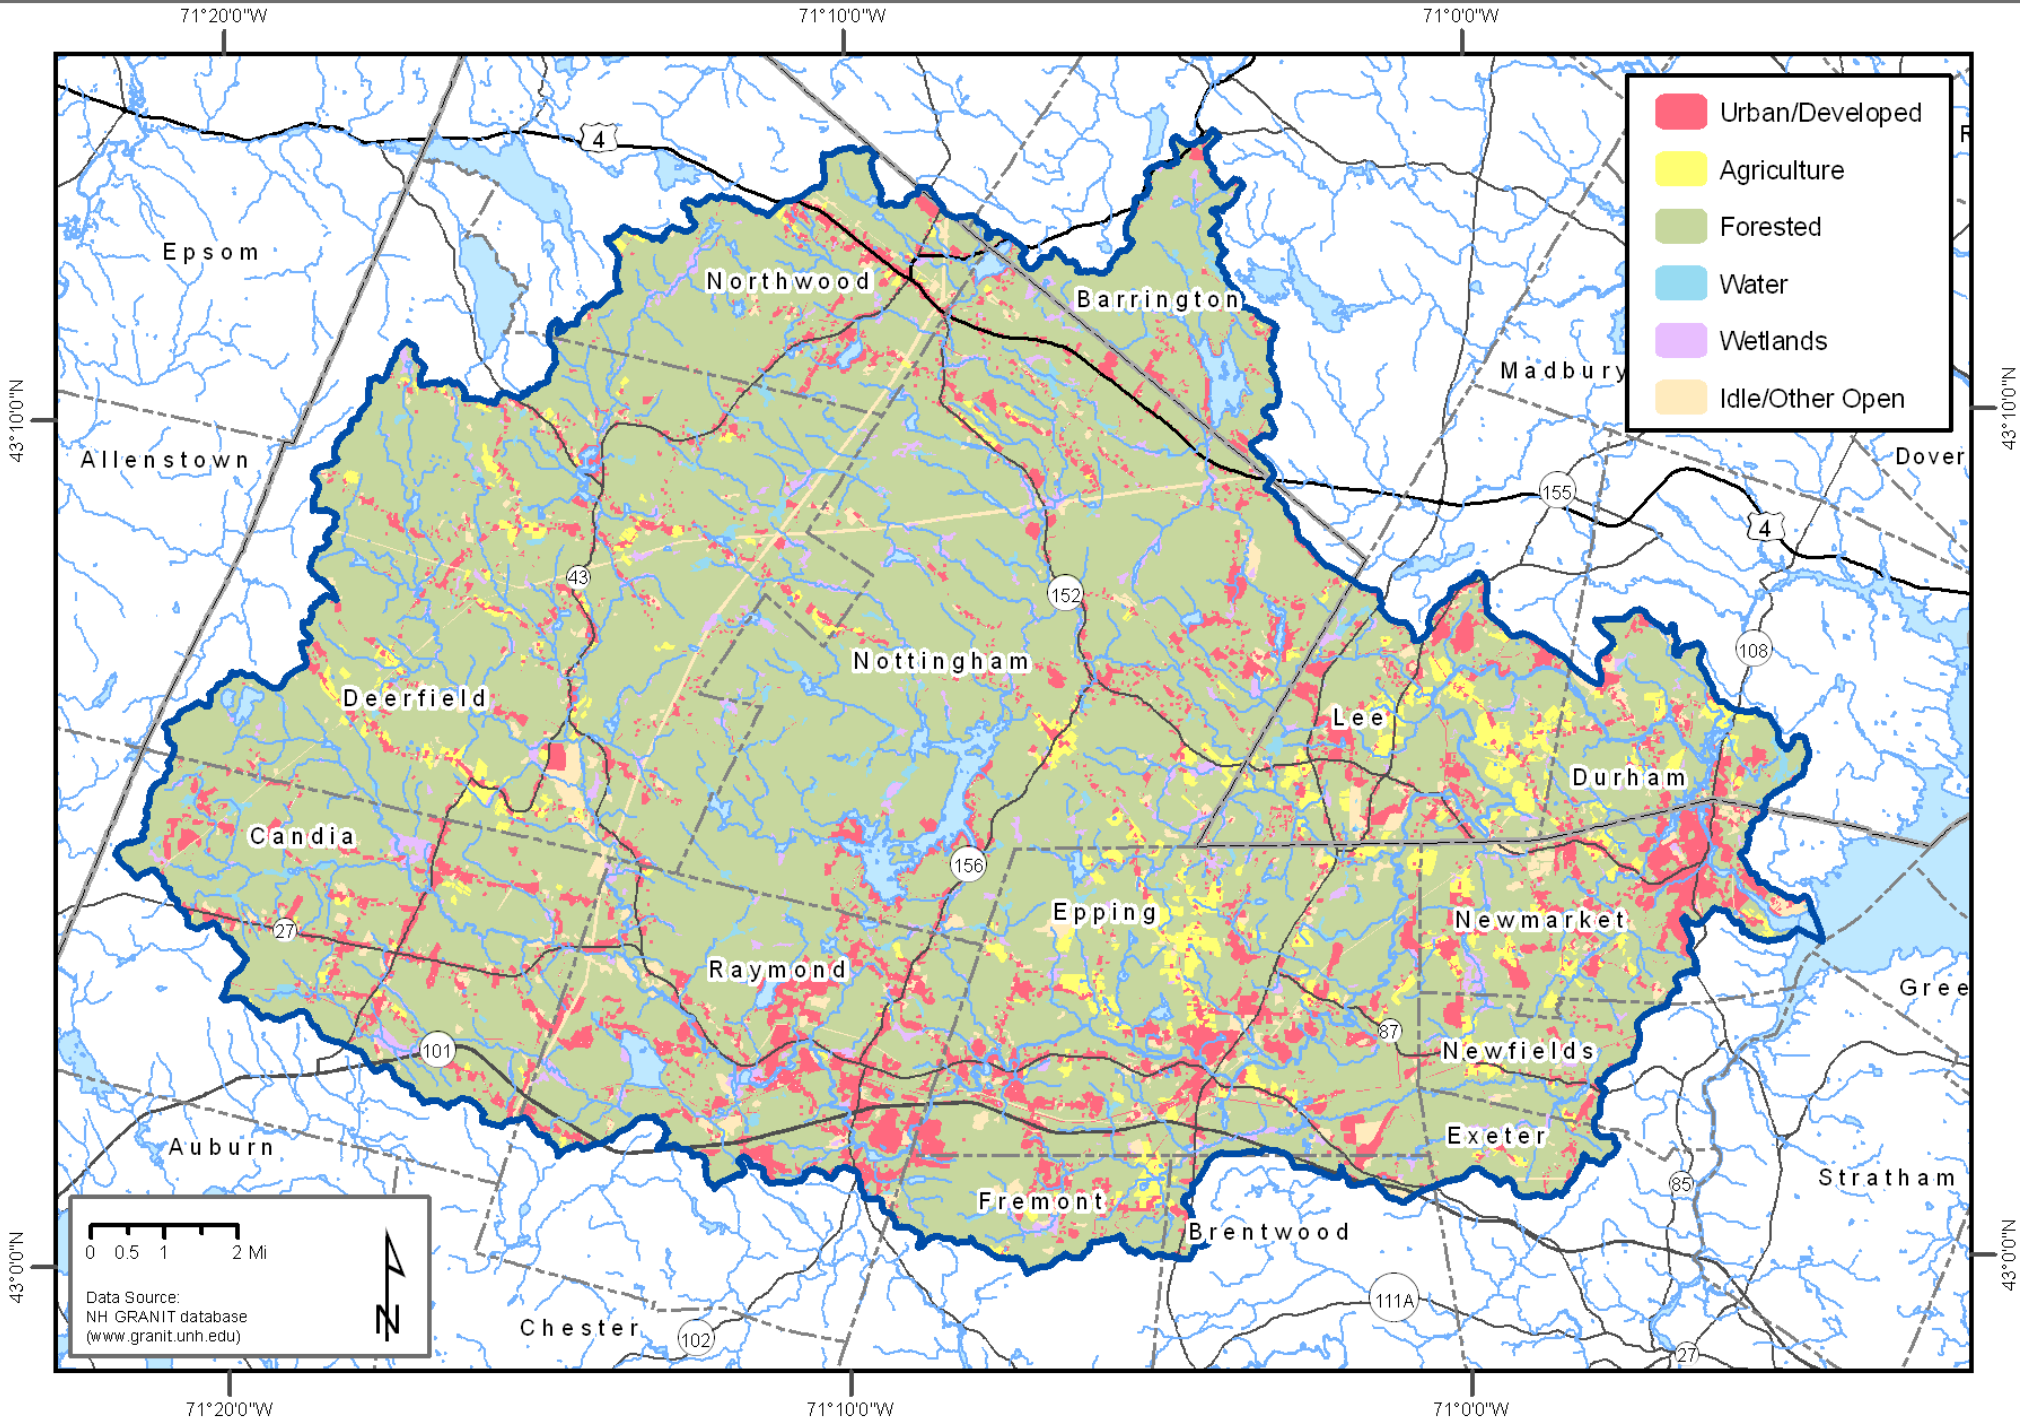 71°20'0"W
71°10'0"W
71°0'0"W
Urban/Developed
Agriculture
Forested
Water
Wetlands
Idle/Other Open
R
4
Epsom
Northwood
Barrington
Madbury
43°10'0"N
43°10'0"N
Allenstown
Dover
155
4
43
152
108
Nottingham
Deerfield
Lee
Durham
Candia
156
Epping
Newmarket
27
Raymond
Gree
87
101
Newfields
Exeter
Auburn
Stratham
85
Fremont
Brentwood
0 0.5 1 2 Mi
43°0'0"N
43°0'0"N
Data Source:
NH GRANIT database
(www.granit.unh.edu)
N
111A
Chester
102
27
71°20'0"W
71°10'0"W
71°0'0"W